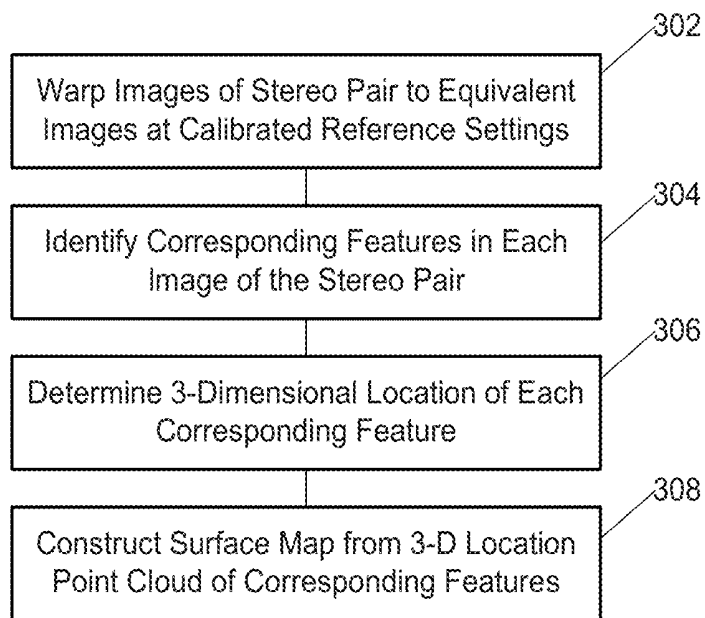 302
Warp Images of Stereo Pair to Equivalent
Images at Calibrated Reference Settings
304
Identify Corresponding Features in Each
Image of the Stereo Pair
306
Determine 3-Dimensional Location of Each
Corresponding Feature
308
Construct Surface Map from 3-D Location
Point Cloud of Corresponding Features